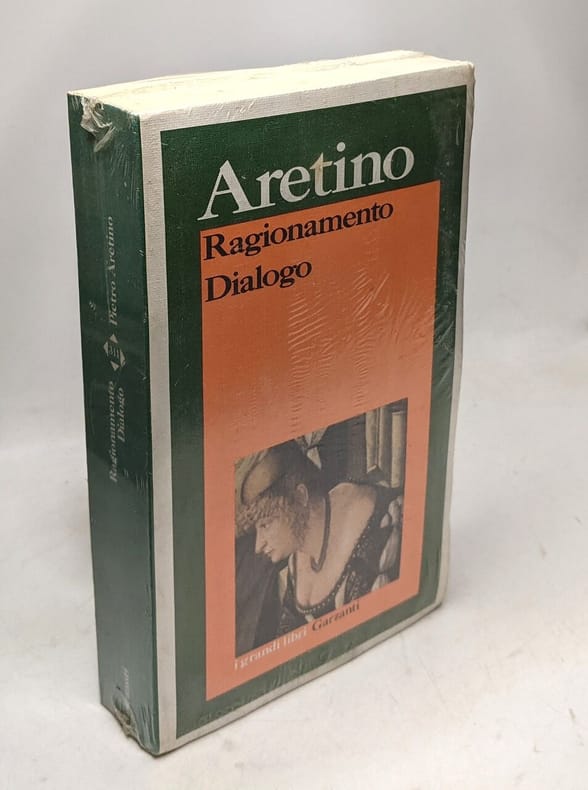 Aretino
Ragionamento
Dialogo
i grandi libri Garzanti
Pietro Aretino
Ragionamento
Dialogo